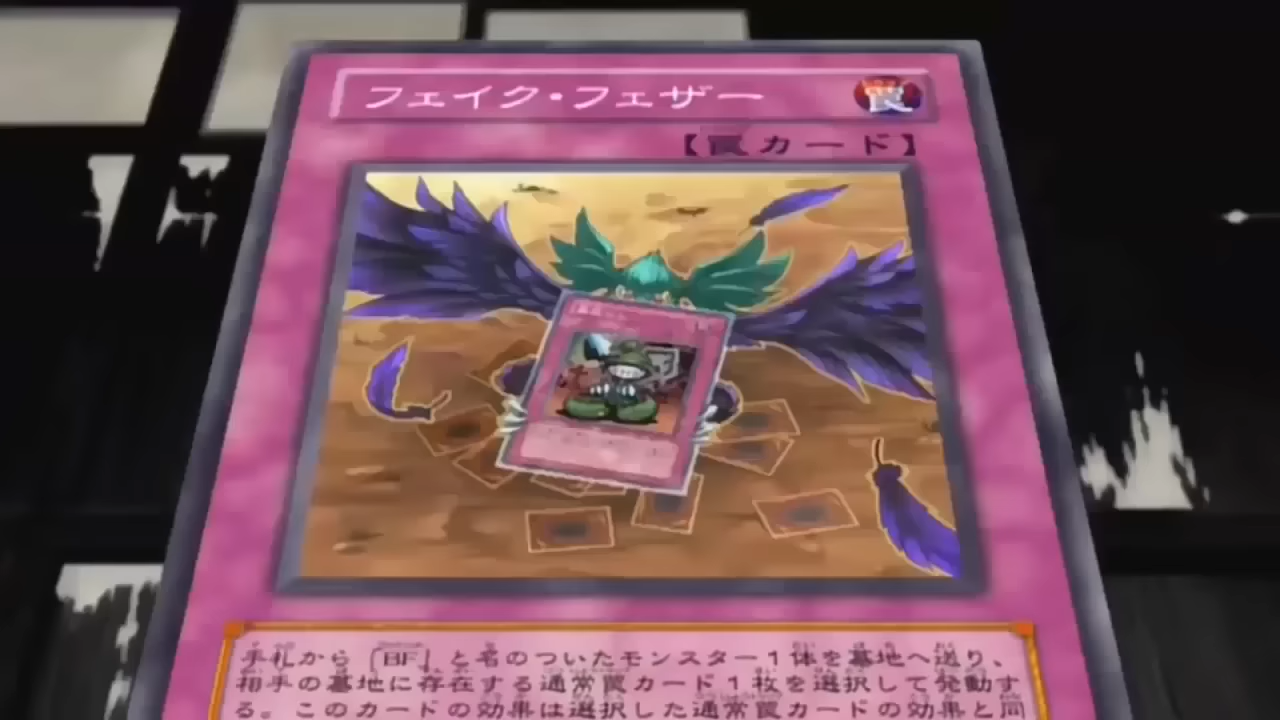 フェイク・フェザー
罠
【罠カード】
手札から「BF」と名のついたモンスター1体を墓地へ送り、
相手の墓地に存在する通常罠カード1枚を選択して発動す
る。このカードの効果は選択した通常罠カードの効果と同